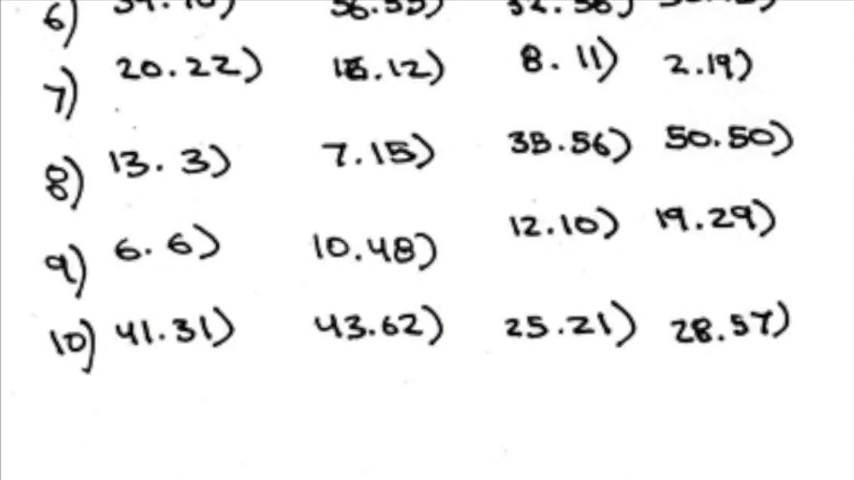 6)
7) 20.22) 18.12) 8.11) 2.19)
8) 13.3) 7.15) 35.56) 50.50)
9) 6.6) 10.48) 12.10) 19.29)
10) 41.31) 43.62) 25.21) 28.57)